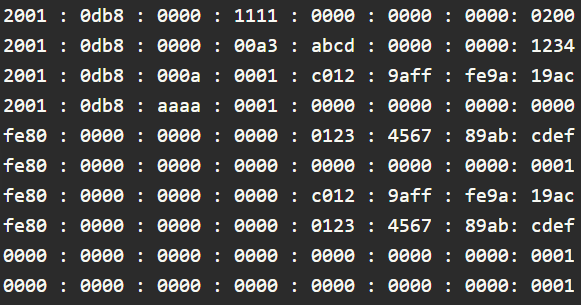 2001 : 0db8 : 0000 : 1111 : 0000 : 0000 : 0000: 0200
2001 : 0db8 : 0000 : 00a3 : abcd : 0000 : 0000: 1234
2001 : 0db8 : 000a : 0001 : c012 : 9aff : fe9a: 19ac
2001 : 0db8 : aaaa : 0001 : 0000 : 0000 : 0000: 0000
fe80 : 0000 : 0000 : 0000 : 0123 : 4567 : 89ab: cdef
fe80 : 0000 : 0000 : 0000 : 0000 : 0000 : 0000: 0001
fe80 : 0000 : 0000 : 0000 : c012 : 9aff : fe9a: 19ac
fe80 : 0000 : 0000 : 0000 : 0123 : 4567 : 89ab: cdef
0000 : 0000 : 0000 : 0000 : 0000 : 0000 : 0000: 0001
0000 : 0000 : 0000 : 0000 : 0000 : 0000 : 0000: 0001